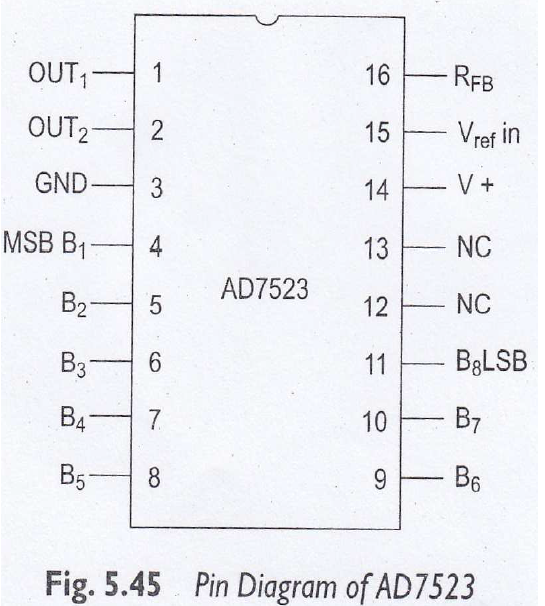 OUT₁ 1 16 R_FB
OUT₂ 2 15 V_ref in
GND 3 14 V +
MSB B₁ 4 13 NC
AD7523
B₂ 5 12 NC
B₃ 6 11 B₈LSB
B₄ 7 10 B₇
B₅ 8 9 B₆
Fig. 5.45 Pin Diagram of AD7523